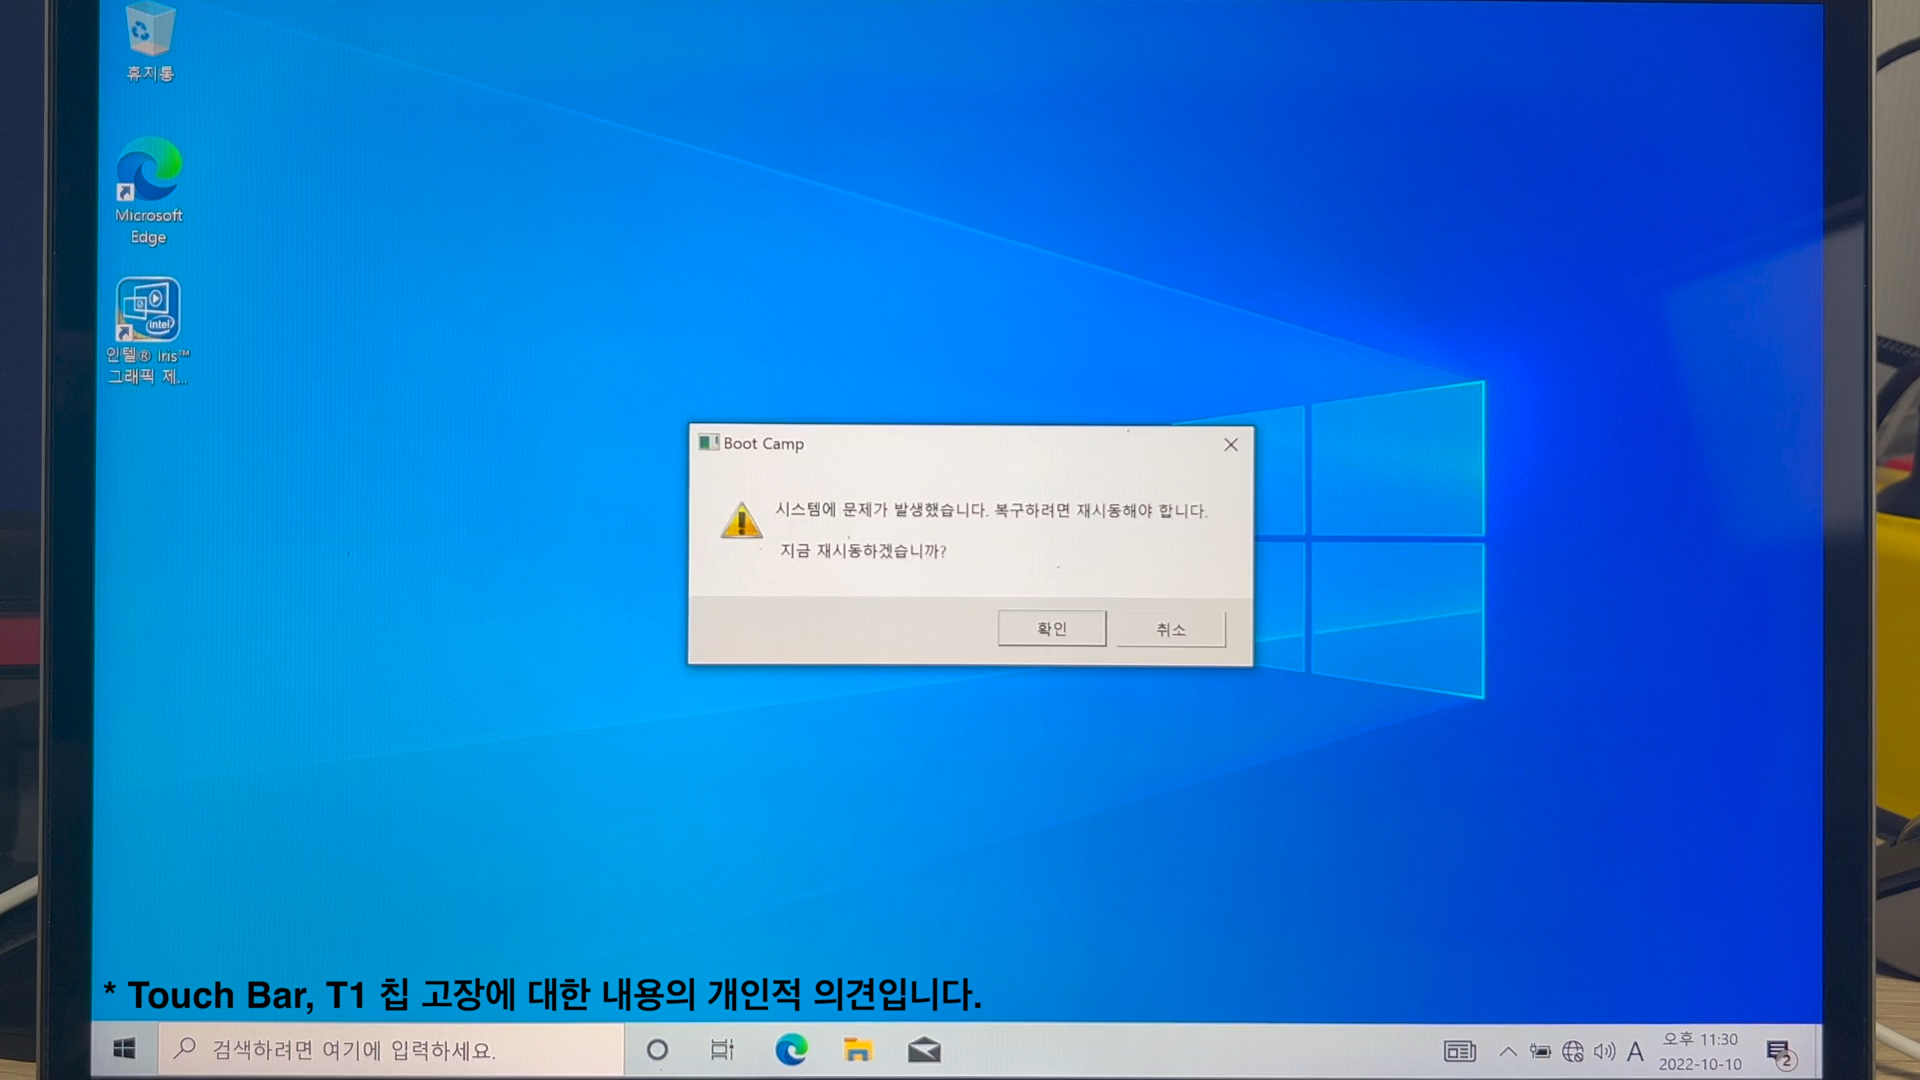 휴지통
Microsoft
Edge
intel
인텔® Iris™
그래픽 제...
Boot Camp
시스템에 문제가 발생했습니다. 복구하려면 재시동해야 합니다.
지금 재시동하겠습니까?
확인
취소
* Touch Bar, T1 칩 고장에 대한 내용의 개인적 의견입니다.
검색하려면 여기에 입력하세요.
A
오후 11:30
2022-10-10
2